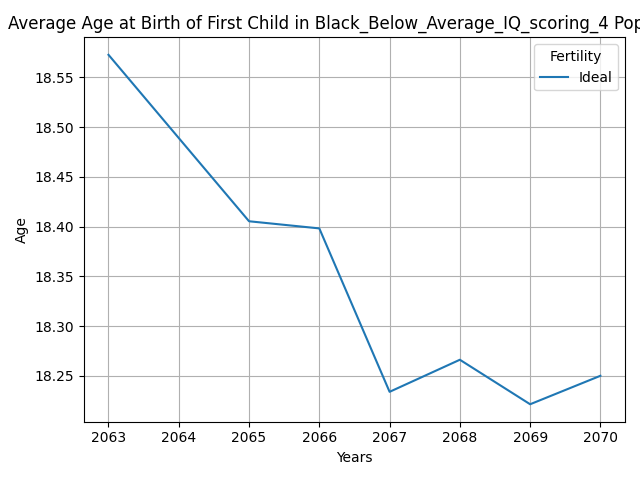 Average Age at Birth of First Child in Black_Below_Average_IQ_scoring_4 Pop
Fertility
Ideal
18.55
18.50
18.45
18.40
18.35
18.30
18.25
Age
2063 2064 2065 2066 2067 2068 2069 2070
Years